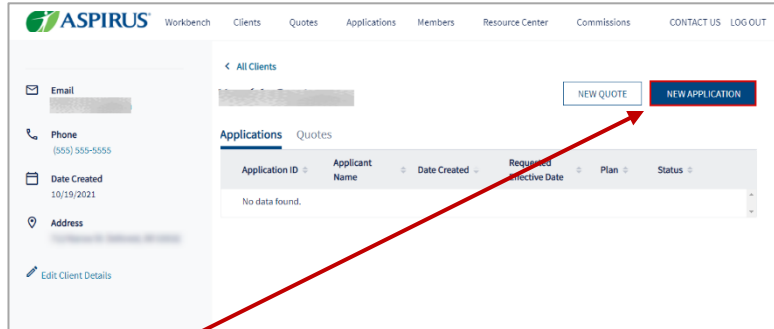 ASPIRUS Workbench Clients Quotes Applications Members Resource Center Commissions CONTACT US LOG OUT
< All Clients
Email
NEW QUOTE NEW APPLICATION
Phone
(555) 555-5555
Applications Quotes
Date Created
10/19/2021
Application ID Applicant Name Date Created Requested Effective Date Plan Status
No data found.
Address
Edit Client Details